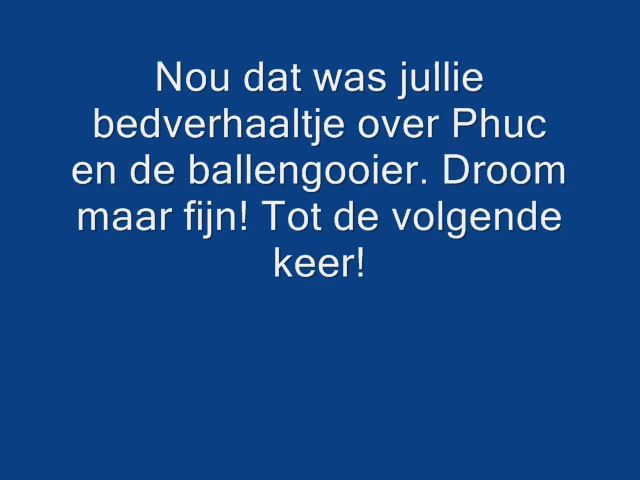 Nou dat was jullie
bedverhaaltje over Phuc
en de ballengooier. Droom
maar fijn! Tot de volgende
keer!